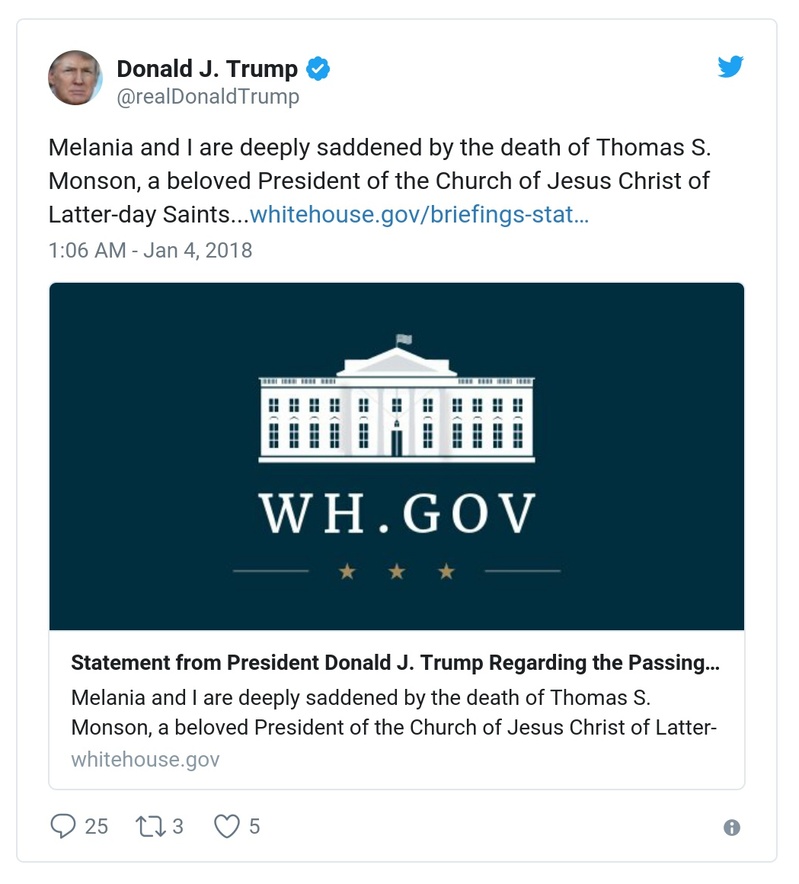 Donald J. Trump
@realDonaldTrump
Melania and I are deeply saddened by the death of Thomas S.
Monson, a beloved President of the Church of Jesus Christ of
Latter-day Saints...whitehouse.gov/briefings-stat…
1:06 AM - Jan 4, 2018
WH.GOV
Statement from President Donald J. Trump Regarding the Passing…
Melania and I are deeply saddened by the death of Thomas S.
Monson, a beloved President of the Church of Jesus Christ of Latter-
whitehouse.gov
25 3 5